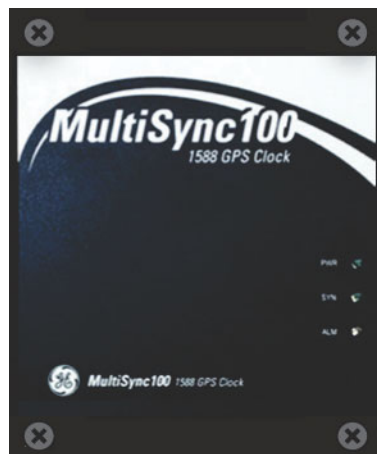 MultiSync100
1588 GPS Clock
PWR
SYN
ALM
MultiSync100 1588 GPS Clock